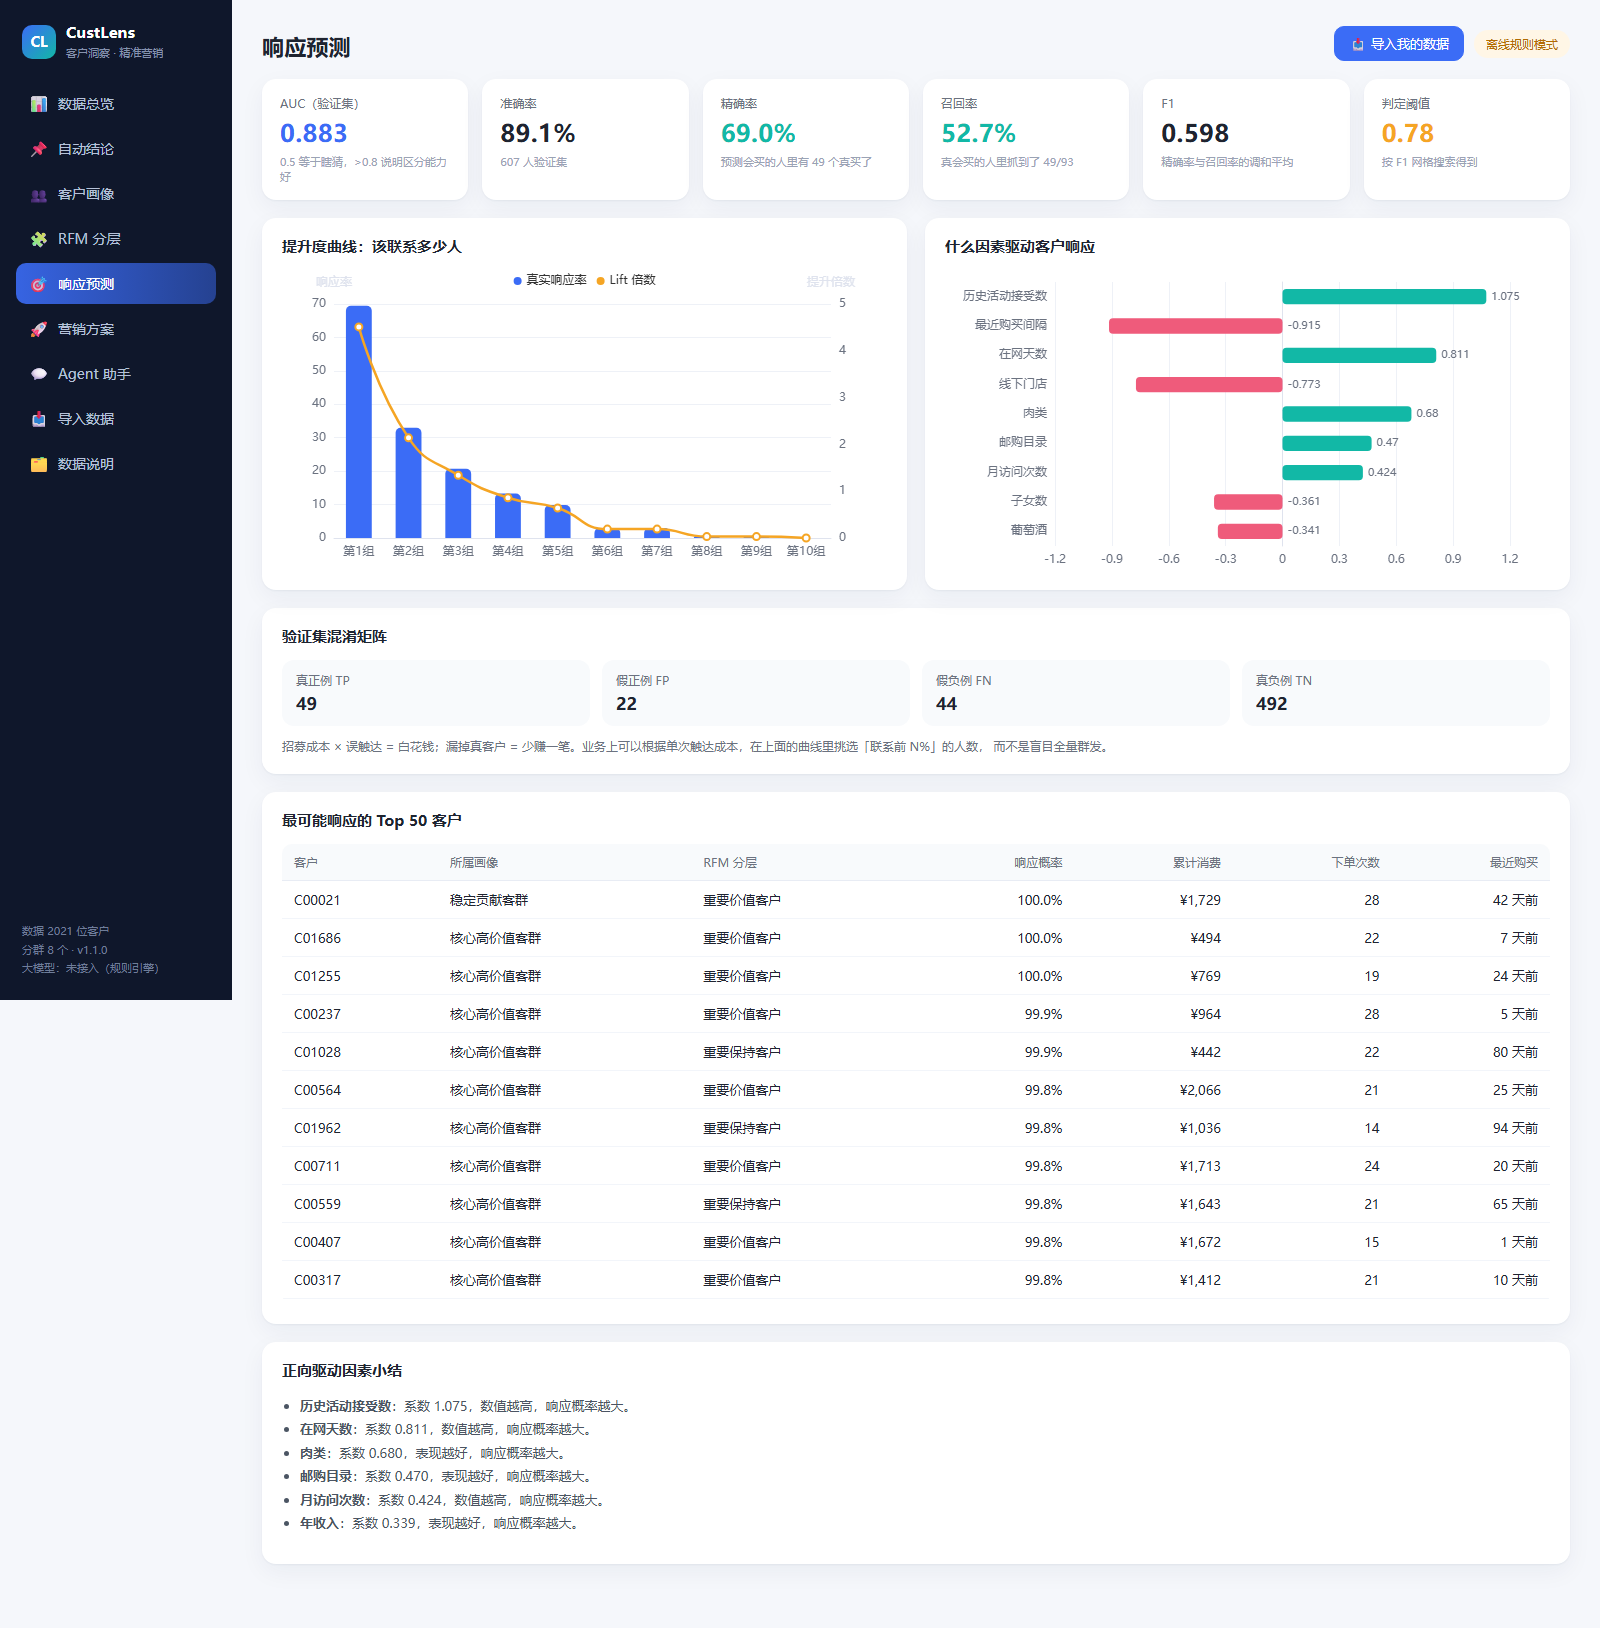 CL
CustLens
客户洞察 · 精准营销
数据总览
自动结论
客户画像
RFM 分层
响应预测
营销方案
Agent 助手
导入数据
数据说明
数据 2021 位客户
分群 8 个 · v1.1.0
大模型：未接入（规则引擎）
响应预测
导入我的数据
离线规则模式
AUC（验证集）
0.883
0.5 等于瞎猜，>0.8 说明区分能力
好
准确率
89.1%
607 人验证集
精确率
69.0%
预测会买的人里有 49 个真买了
召回率
52.7%
真会买的人里抓到了 49/93
F1
0.598
精确率与召回率的调和平均
判定阈值
0.78
按 F1 网格搜索得到
提升度曲线：该联系多少人
响应率
真实响应率
Lift 倍数
提升倍数
70
60
50
40
30
20
10
0
5
4
3
2
1
0
第1组 第2组 第3组 第4组 第5组 第6组 第7组 第8组 第9组 第10组
什么因素驱动客户响应
历史活动接受数 1.075
最近购买间隔 -0.915
在网天数 0.811
线下门店 -0.773
肉类 0.68
邮购目录 0.47
月访问次数 0.424
子女数 -0.361
葡萄酒 -0.341
-1.2 -0.9 -0.6 -0.3 0 0.3 0.6 0.9 1.2
验证集混淆矩阵
真正例 TP
49
假正例 FP
22
假负例 FN
44
真负例 TN
492
招募成本 × 误触达 = 白花钱；漏掉真客户 = 少赚一笔。业务上可以根据单次触达成本，在上面的曲线里挑选「联系前 N%」的人数， 而不是盲目全量群发。
最可能响应的 Top 50 客户
客户 所属画像 RFM 分层 响应概率 累计消费 下单次数 最近购买
C00021 稳定贡献客群 重要价值客户 100.0% ¥1,729 28 42 天前
C01686 核心高价值客群 重要价值客户 100.0% ¥494 22 7 天前
C01255 核心高价值客群 重要价值客户 100.0% ¥769 19 24 天前
C00237 核心高价值客群 重要价值客户 99.9% ¥964 28 5 天前
C01028 核心高价值客群 重要保持客户 99.9% ¥442 22 80 天前
C00564 核心高价值客群 重要价值客户 99.8% ¥2,066 21 25 天前
C01962 核心高价值客群 重要保持客户 99.8% ¥1,036 14 94 天前
C00711 核心高价值客群 重要价值客户 99.8% ¥1,713 24 20 天前
C00559 核心高价值客群 重要保持客户 99.8% ¥1,643 21 65 天前
C00407 核心高价值客群 重要价值客户 99.8% ¥1,672 15 1 天前
C00317 核心高价值客群 重要价值客户 99.8% ¥1,412 21 10 天前
正向驱动因素小结
历史活动接受数：系数 1.075，数值越高，响应概率越大。
在网天数：系数 0.811，数值越高，响应概率越大。
肉类：系数 0.680，表现越好，响应概率越大。
邮购目录：系数 0.470，表现越好，响应概率越大。
月访问次数：系数 0.424，数值越高，响应概率越大。
年收入：系数 0.339，表现越好，响应概率越大。